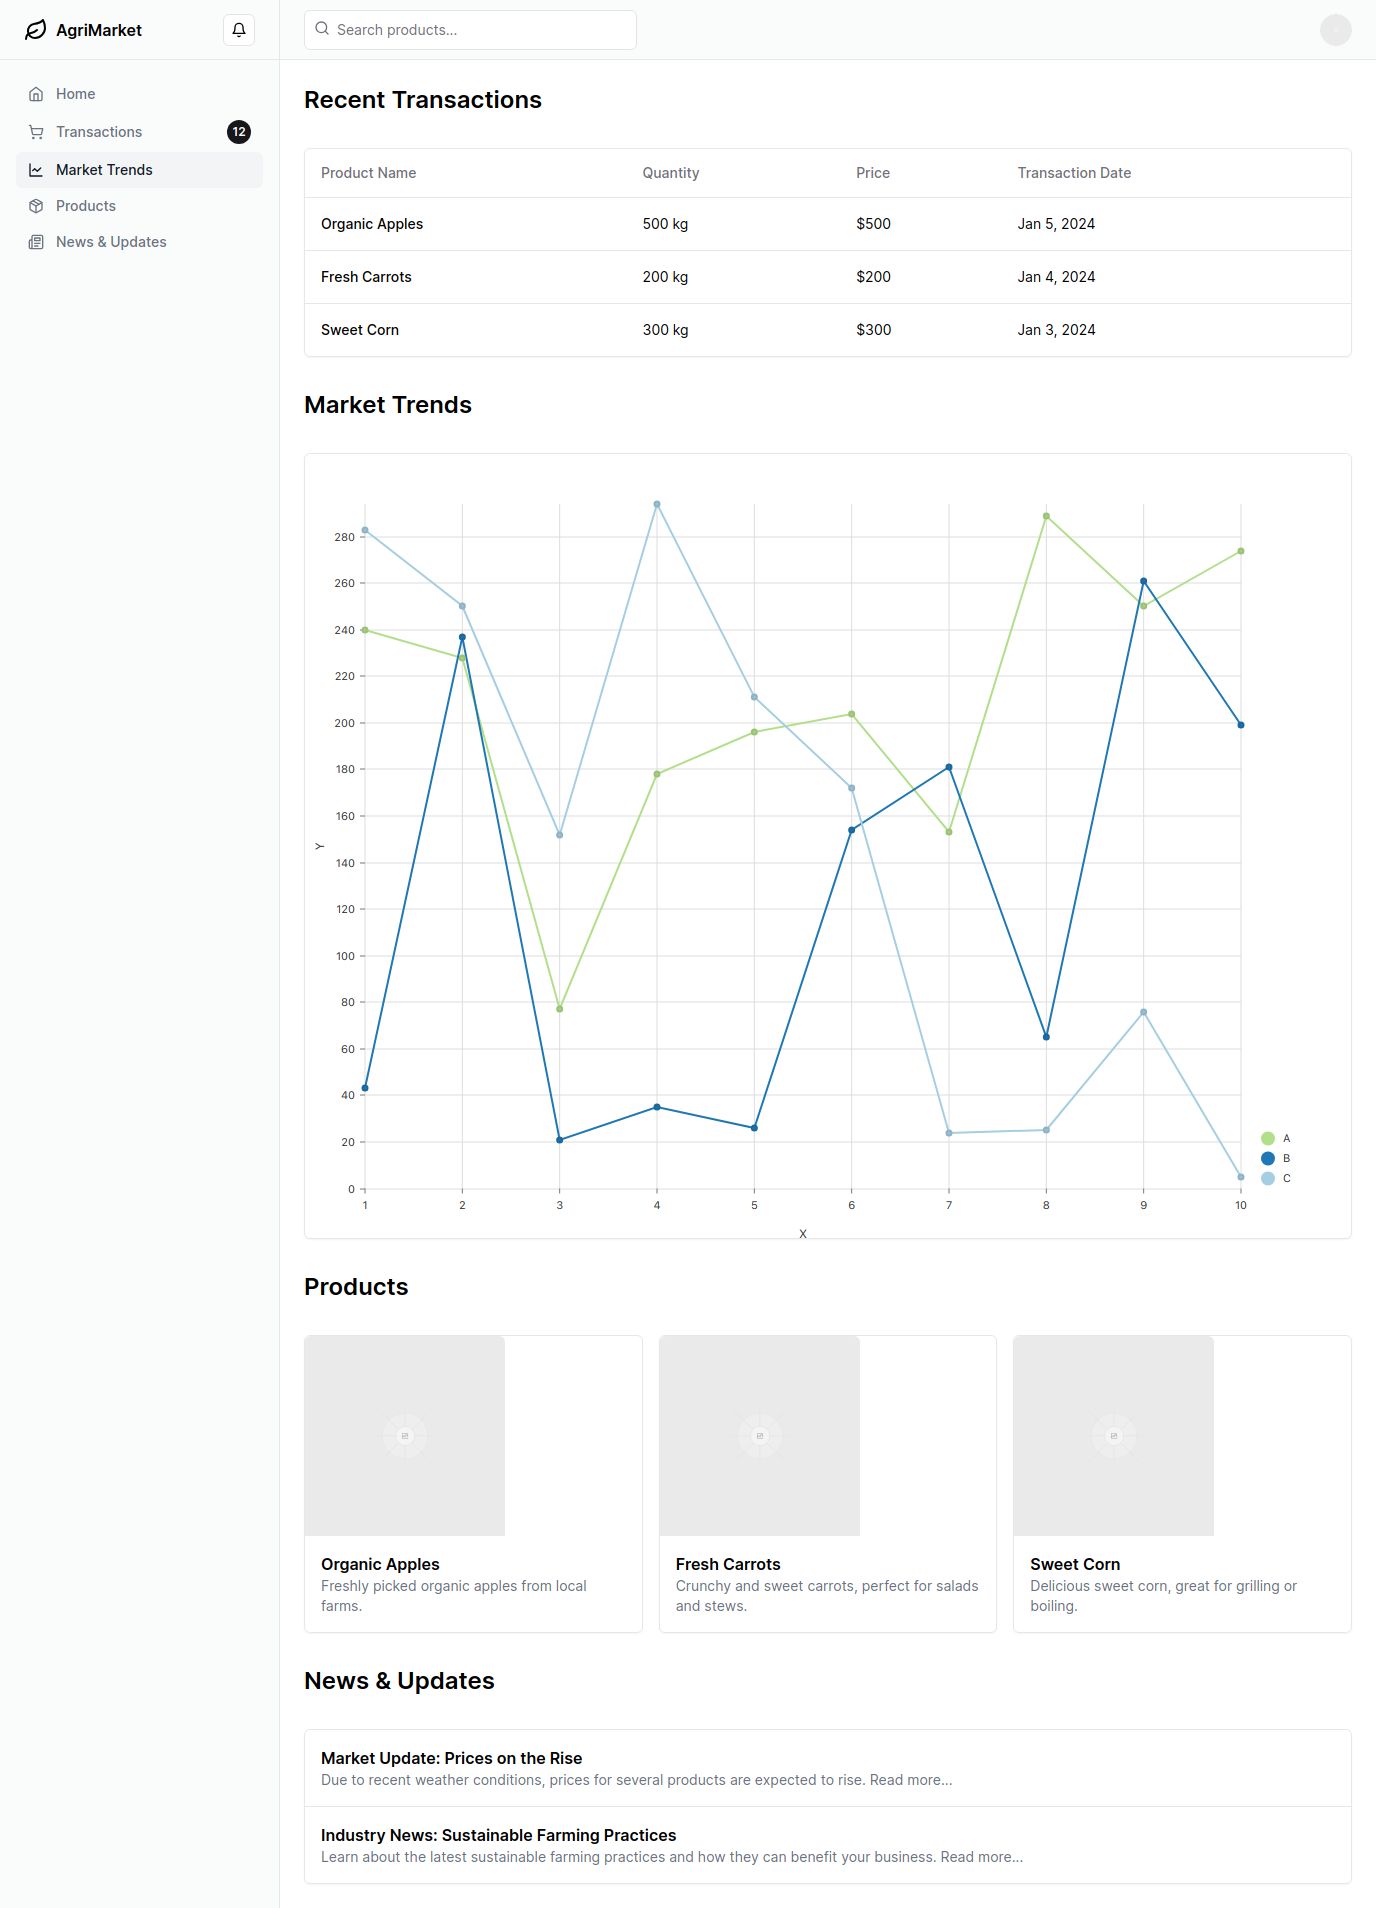 AgriMarket
Search products...
Home
Transactions 12
Market Trends
Products
News & Updates
Recent Transactions
Product Name Quantity Price Transaction Date
Organic Apples 500 kg $500 Jan 5, 2024
Fresh Carrots 200 kg $200 Jan 4, 2024
Sweet Corn 300 kg $300 Jan 3, 2024
Market Trends
280
260
240
220
200
180
160
140
120
100
80
60
40
20
0
Y
1 2 3 4 5 6 7 8 9 10
X
A
B
C
Products
Organic Apples
Freshly picked organic apples from local
farms.
Fresh Carrots
Crunchy and sweet carrots, perfect for salads
and stews.
Sweet Corn
Delicious sweet corn, great for grilling or
boiling.
News & Updates
Market Update: Prices on the Rise
Due to recent weather conditions, prices for several products are expected to rise. Read more...
Industry News: Sustainable Farming Practices
Learn about the latest sustainable farming practices and how they can benefit your business. Read more...